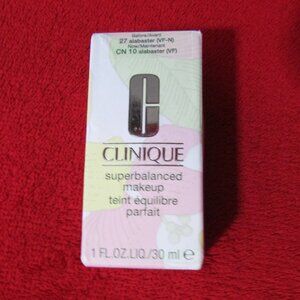 Before/Avant
27 alabaster (VF-N)
Now/Maintenant
CN 10 alabaster (VF)
CLINIQUE
superbalanced
makeup
teint équilibre
parfait
1 FL.OZ.LIQ./30 ml e